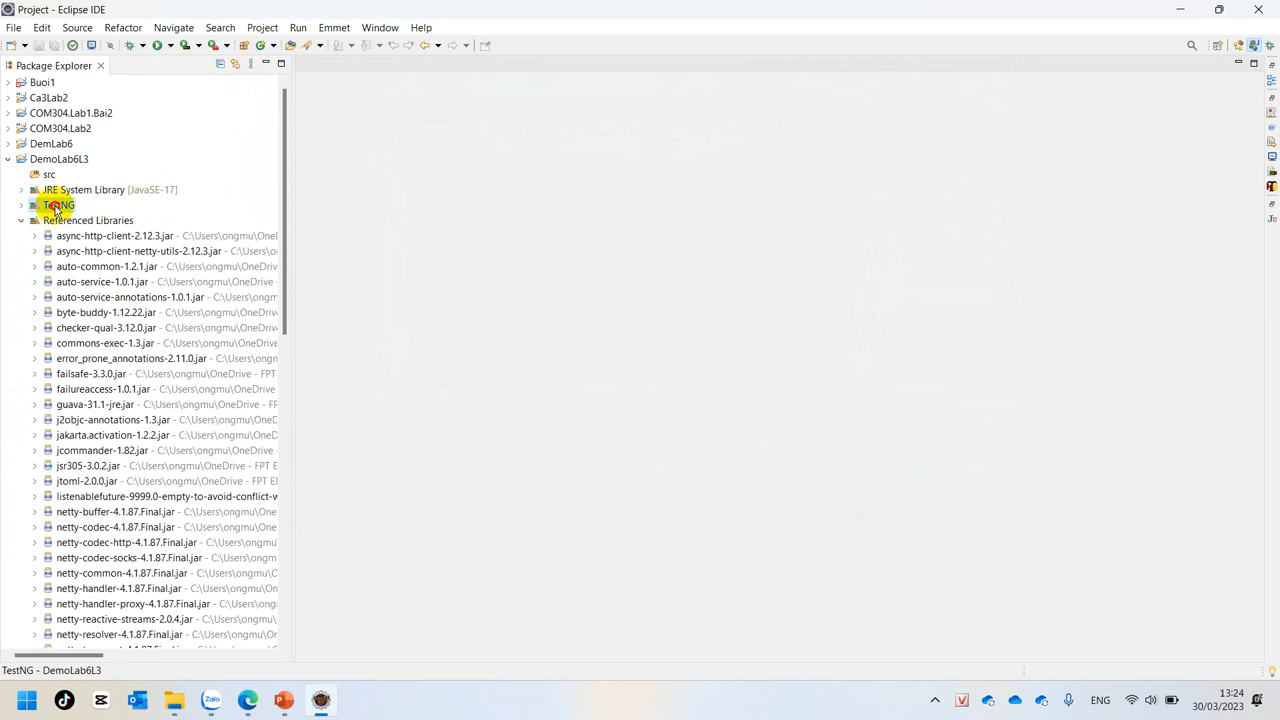 Project - Eclipse IDE
File Edit Source Refactor Navigate Search Project Run Emmet Window Help
Package Explorer
Buoi1
Ca3Lab2
COM304.Lab1.Bai2
COM304.Lab2
DemLab6
DemoLab6L3
src
JRE System Library [JavaSE-17]
TestNG
Referenced Libraries
async-http-client-2.12.3.jar - C:\Users\ongmu\OneI
async-http-client-netty-utils-2.12.3.jar - C:\Users\o
auto-common-1.2.1.jar - C:\Users\ongmu\OneDriv
auto-service-1.0.1.jar - C:\Users\ongmu\OneDrive
auto-service-annotations-1.0.1.jar - C:\Users\ongm
byte-buddy-1.12.22.jar - C:\Users\ongmu\OneDriv
checker-qual-3.12.0.jar - C:\Users\ongmu\OneDriv
commons-exec-1.3.jar - C:\Users\ongmu\OneDrive
error_prone_annotations-2.11.0.jar - C:\Users\ong
failsafe-3.3.0.jar - C:\Users\ongmu\OneDrive - FPT
failureaccess-1.0.1.jar - C:\Users\ongmu\OneDrive
guava-31.1-jre.jar - C:\Users\ongmu\OneDrive - FP
j2objc-annotations-1.3.jar - C:\Users\ongmu\OneD
jakarta.activation-1.2.2.jar - C:\Users\ongmu\OneD
jcommander-1.82.jar - C:\Users\ongmu\OneDrive
jsr305-3.0.2.jar - C:\Users\ongmu\OneDrive - FPT E
jtoml-2.0.0.jar - C:\Users\ongmu\OneDrive - FPT El
listenablefuture-9999.0-empty-to-avoid-conflict-w
netty-buffer-4.1.87.Final.jar - C:\Users\ongmu\One
netty-codec-4.1.87.Final.jar - C:\Users\ongmu\One
netty-codec-http-4.1.87.Final.jar - C:\Users\ongmu
netty-codec-socks-4.1.87.Final.jar - C:\Users\ongm
netty-common-4.1.87.Final.jar - C:\Users\ongmu\O
netty-handler-4.1.87.Final.jar - C:\Users\ongmu\On
netty-handler-proxy-4.1.87.Final.jar - C:\Users\ong
netty-reactive-streams-2.0.4.jar - C:\Users\ongmu\
netty-resolver-4.1.87.Final.jar - C:\Users\ongmu\O
TestNG - DemoLab6L3
Zalo
ENG
13:24
30/03/2023